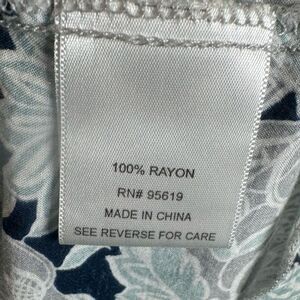 100% RAYON
RN# 95619
MADE IN CHINA
SEE REVERSE FOR CARE